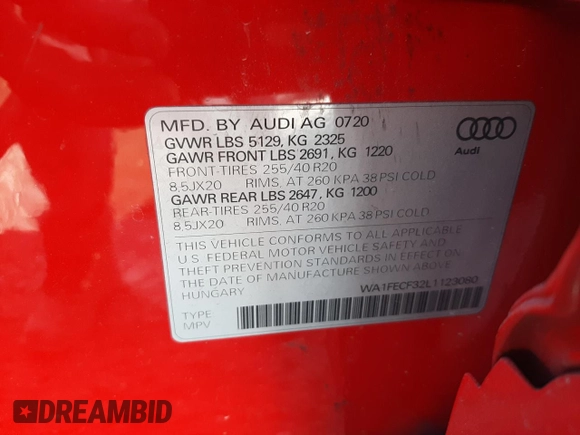 MFD. BY AUDI AG 0720
GVWR LBS 5129, KG 2325
GAWR FRONT LBS 2691, KG 1220
FRONT-TIRES 255/40 R20
8.5JX20 RIMS, AT 260 KPA 38 PSI COLD
GAWR REAR LBS 2647, KG 1200
REAR-TIRES 255/40 R20
8.5JX20 RIMS, AT 260 KPA 38 PSI COLD
THIS VEHICLE CONFORMS TO ALL APPLICABLE
U.S. FEDERAL MOTOR VEHICLE SAFETY AND
THEFT PREVENTION STANDARDS IN EFFECT ON
THE DATE OF MANUFACTURE SHOWN ABOVE.
HUNGARY
WA1FECF32L1123080
TYPE
MPV
Audi
DREAMBID